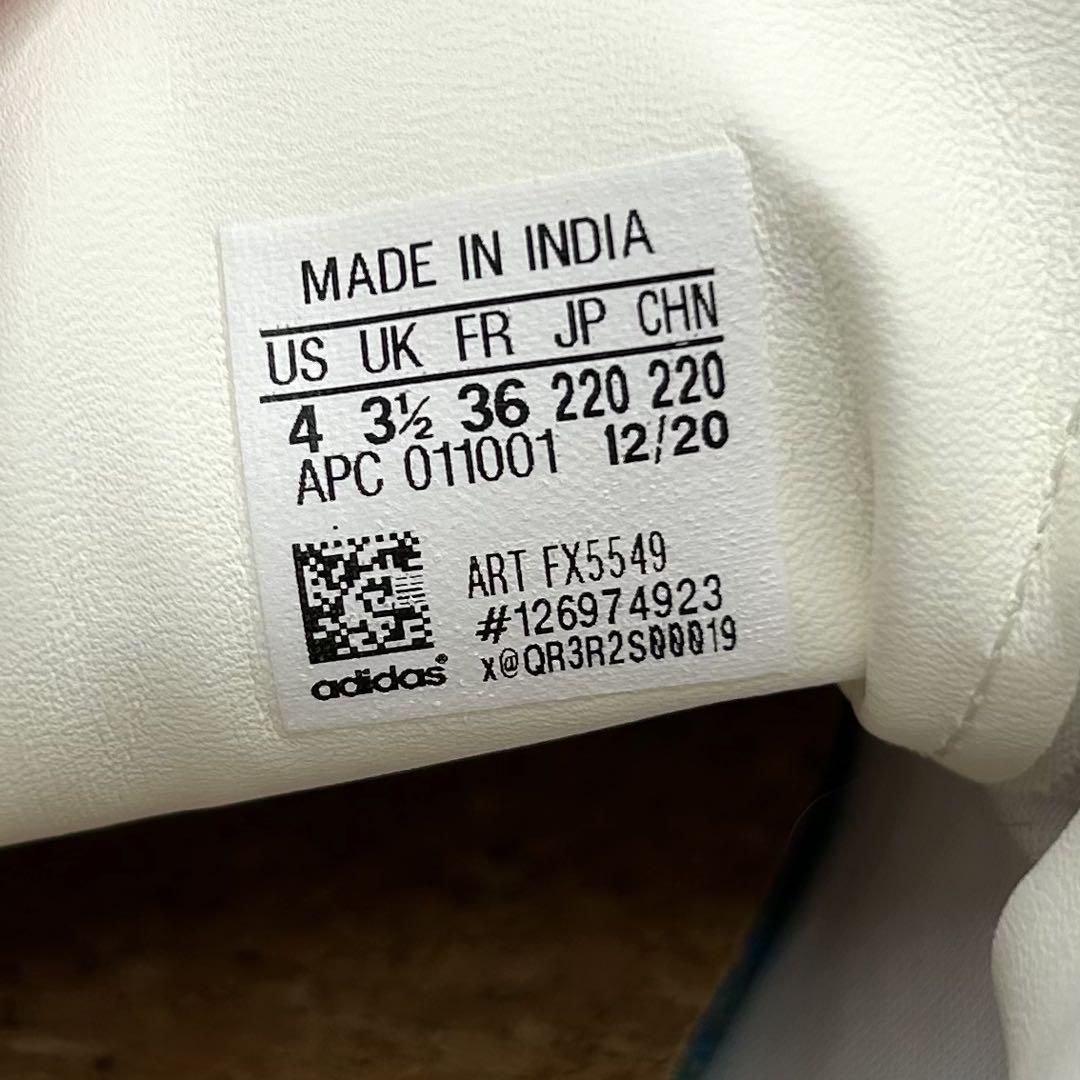 MADE IN INDIA
US UK FR JP CHN
4 3½ 36 220 220
APC 011001 12/20
ART FX5549
#126974923
x@QR3R2S00019
adidas®